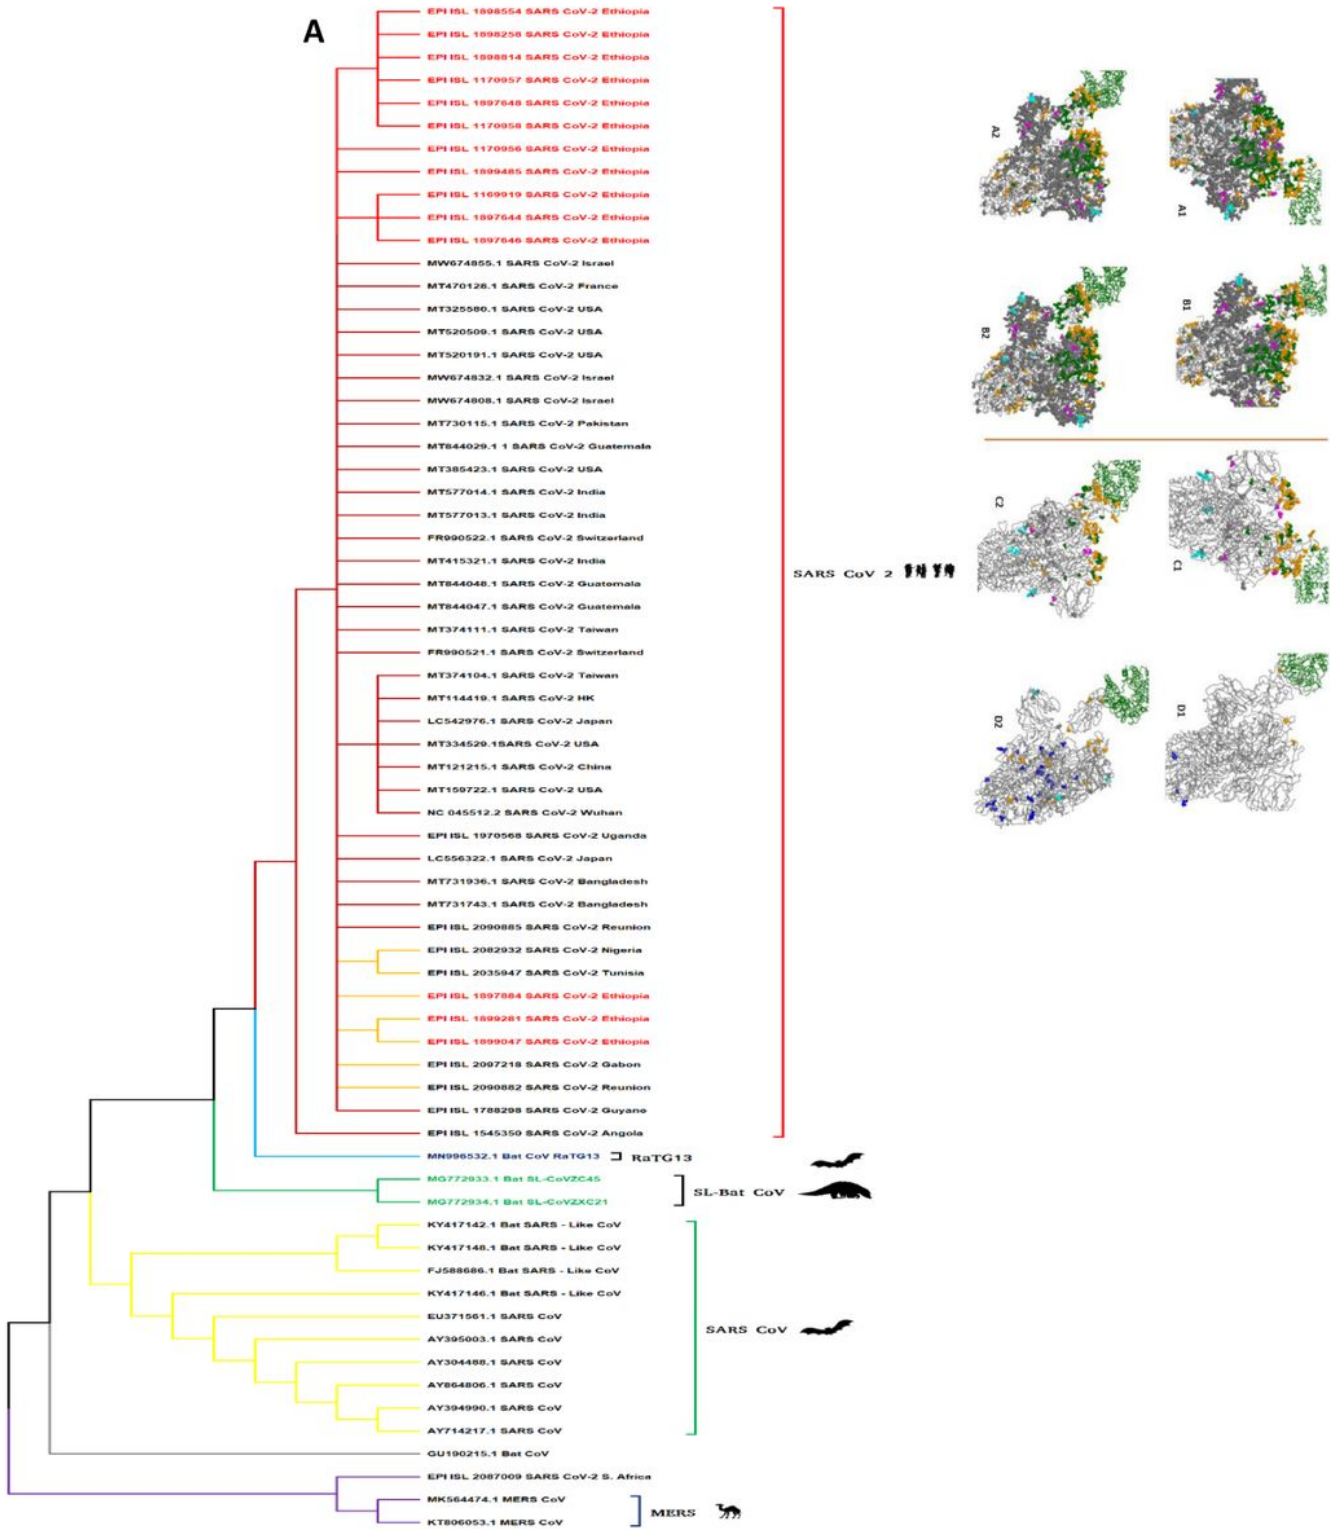 A
EPI ISL 1898554 SARS CoV-2 Ethiopia
EPI ISL 1898258 SARS CoV-2 Ethiopia
EPI ISL 1898814 SARS CoV-2 Ethiopia
EPI ISL 1170957 SARS CoV-2 Ethiopia
EPI ISL 1897648 SARS CoV-2 Ethiopia
EPI ISL 1170958 SARS CoV-2 Ethiopia
EPI ISL 1170956 SARS CoV-2 Ethiopia
EPI ISL 1899485 SARS CoV-2 Ethiopia
EPI ISL 1169919 SARS CoV-2 Ethiopia
EPI ISL 1897644 SARS CoV-2 Ethiopia
EPI ISL 1897646 SARS CoV-2 Ethiopia
MW674855.1 SARS CoV-2 Israel
MT470128.1 SARS CoV-2 France
MT325580.1 SARS CoV-2 USA
MT520509.1 SARS CoV-2 USA
MT520191.1 SARS CoV-2 USA
MW674832.1 SARS CoV-2 Israel
MW674808.1 SARS CoV-2 Israel
MT730115.1 SARS CoV-2 Pakistan
MT844029.1 1 SARS CoV-2 Guatemala
MT385423.1 SARS CoV-2 USA
MT577014.1 SARS CoV-2 India
MT577013.1 SARS CoV-2 India
FR990522.1 SARS CoV-2 Switzerland
MT415321.1 SARS CoV-2 India
MT844048.1 SARS CoV-2 Guatemala
MT844047.1 SARS CoV-2 Guatemala
MT374111.1 SARS CoV-2 Taiwan
FR990521.1 SARS CoV-2 Switzerland
MT374104.1 SARS CoV-2 Taiwan
MT114419.1 SARS CoV-2 HK
LC542976.1 SARS CoV-2 Japan
MT334529.1SARS CoV-2 USA
MT121215.1 SARS CoV-2 China
MT159722.1 SARS CoV-2 USA
NC 045512.2 SARS CoV-2 Wuhan
EPI ISL 1970568 SARS CoV-2 Uganda
LC556322.1 SARS CoV-2 Japan
MT731936.1 SARS CoV-2 Bangladesh
MT731743.1 SARS CoV-2 Bangladesh
EPI ISL 2090885 SARS CoV-2 Reunion
EPI ISL 2082932 SARS CoV-2 Nigeria
EPI ISL 2035947 SARS CoV-2 Tunisia
EPI ISL 1897884 SARS CoV-2 Ethiopia
EPI ISL 1899281 SARS CoV-2 Ethiopia
EPI ISL 1899047 SARS CoV-2 Ethiopia
EPI ISL 2097218 SARS CoV-2 Gabon
EPI ISL 2090882 SARS CoV-2 Reunion
EPI ISL 1788298 SARS CoV-2 Guyane
EPI ISL 1545350 SARS CoV-2 Angola
MN996532.1 Bat CoV RaTG13
MG772933.1 Bat SL-CoVZC45
MG772934.1 Bat SL-CoVZXC21
KY417142.1 Bat SARS - Like CoV
KY417148.1 Bat SARS - Like CoV
FJ588686.1 Bat SARS - Like CoV
KY417146.1 Bat SARS - Like CoV
EU371561.1 SARS CoV
AY395003.1 SARS CoV
AY304488.1 SARS CoV
AY864806.1 SARS CoV
AY394990.1 SARS CoV
AY714217.1 SARS CoV
GU190215.1 Bat CoV
EPI ISL 2087009 SARS CoV-2 S. Africa
MK564474.1 MERS CoV
KT806053.1 MERS CoV
SARS CoV 2
RaTG13
SL-Bat CoV
SARS CoV
MERS
A2
A1
B2
B1
C2
C1
D2
D1